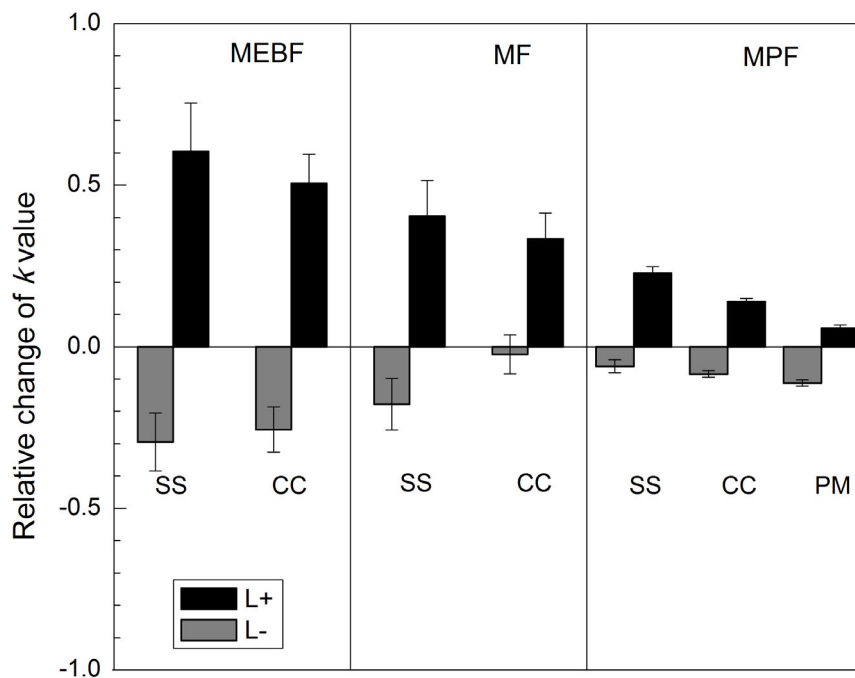 Relative change of k value
1.0
0.5
0.0
-0.5
-1.0
MEBF
MF
MPF
SS
CC
SS
CC
SS
CC
PM
L+
L-